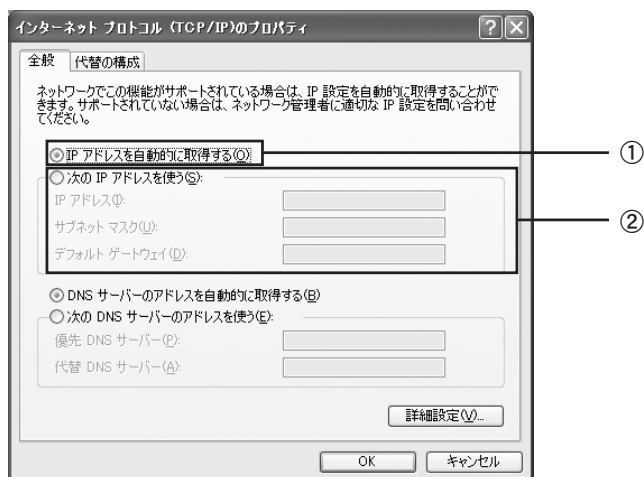 インターネット プロトコル (TCP/IP)のプロパティ
全般
代替の構成
ネットワークでこの機能がサポートされている場合は、IP 設定を自動的に取得することがで
きます。サポートされていない場合は、ネットワーク管理者に適切な IP 設定を問い合わせ
てください。
IP アドレスを自動的に取得する(O)
①
次の IP アドレスを使う(S):
IP アドレス(I):
サブネット マスク(U):
②
デフォルト ゲートウェイ(D):
DNS サーバーのアドレスを自動的に取得する(B)
次の DNS サーバーのアドレスを使う(E):
優先 DNS サーバー(P):
代替 DNS サーバー(A):
詳細設定(V)...
OK
キャンセル